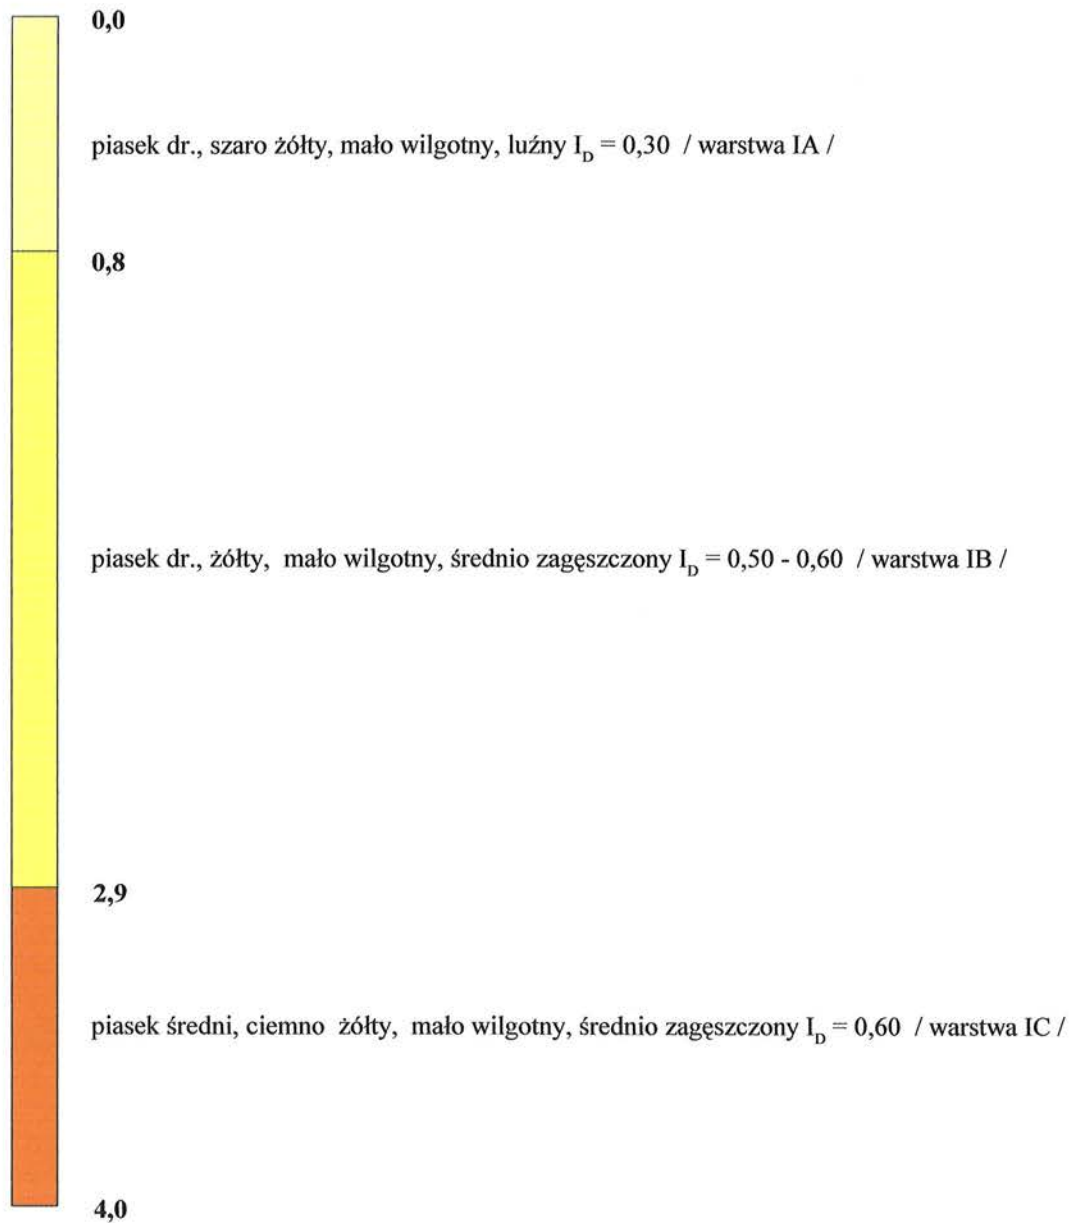 0,0
piasek dr., szaro żółty, mało wilgotny, luźny I_D = 0,30 / warstwa IA /
0,8
piasek dr., żółty, mało wilgotny, średnio zagęszczony I_D = 0,50 - 0,60 / warstwa IB /
2,9
piasek średni, ciemno żółty, mało wilgotny, średnio zagęszczony I_D = 0,60 / warstwa IC /
4,0